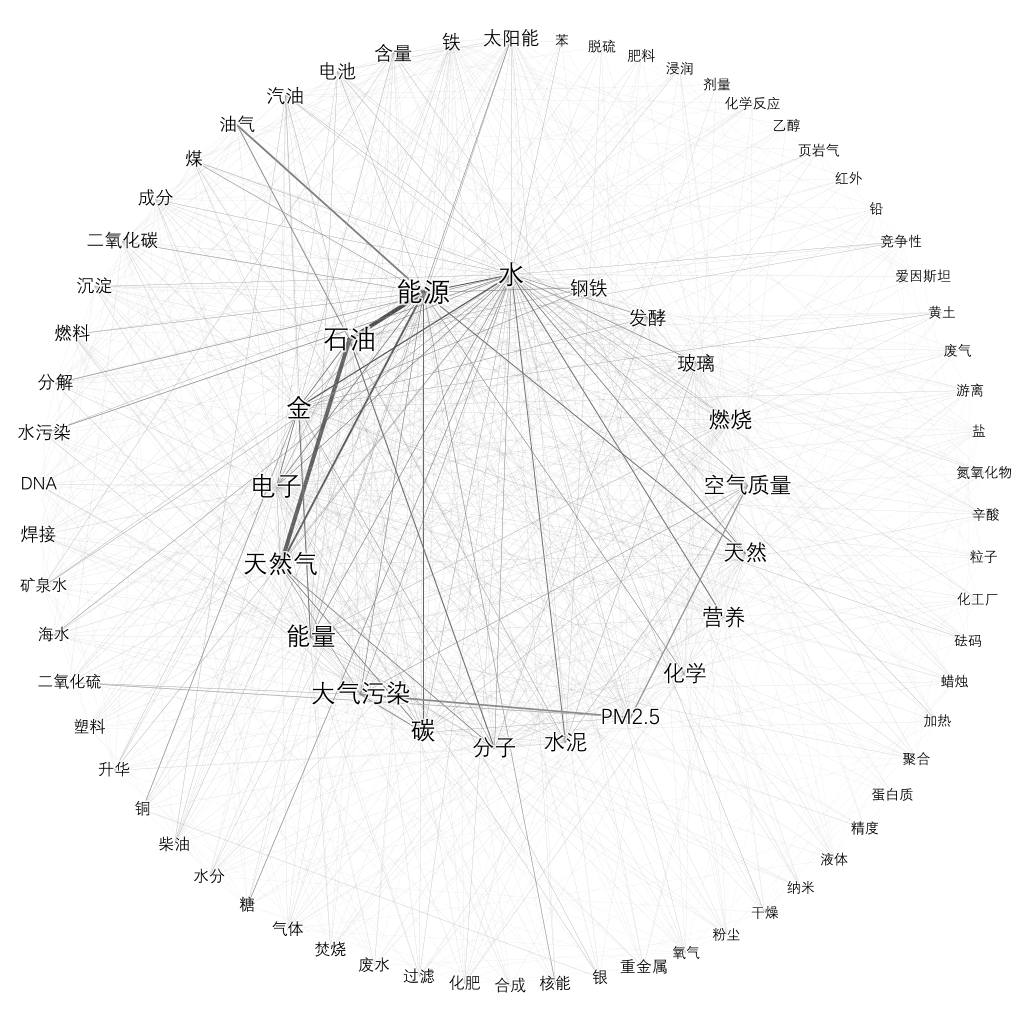 太阳能
苯
脱硫
肥料
浸润
剂量
化学反应
乙醇
页岩气
红外
铅
竞争性
爱因斯坦
黄土
废气
游离
盐
氮氧化物
辛酸
粒子
化工厂
砝码
蜡烛
加热
聚合
蛋白质
精度
液体
纳米
干燥
粉尘
氧气
重金属
银
核能
合成
化肥
过滤
废水
焚烧
气体
糖
水分
柴油
铜
升华
塑料
二氧化硫
海水
矿泉水
焊接
DNA
水污染
分解
燃料
沉淀
二氧化碳
成分
煤
油气
汽油
电池
含量
铁
水
钢铁
发酵
玻璃
燃烧
空气质量
天然
营养
化学
PM2.5
水泥
分子
碳
大气污染
能量
天然气
电子
金
石油
能源